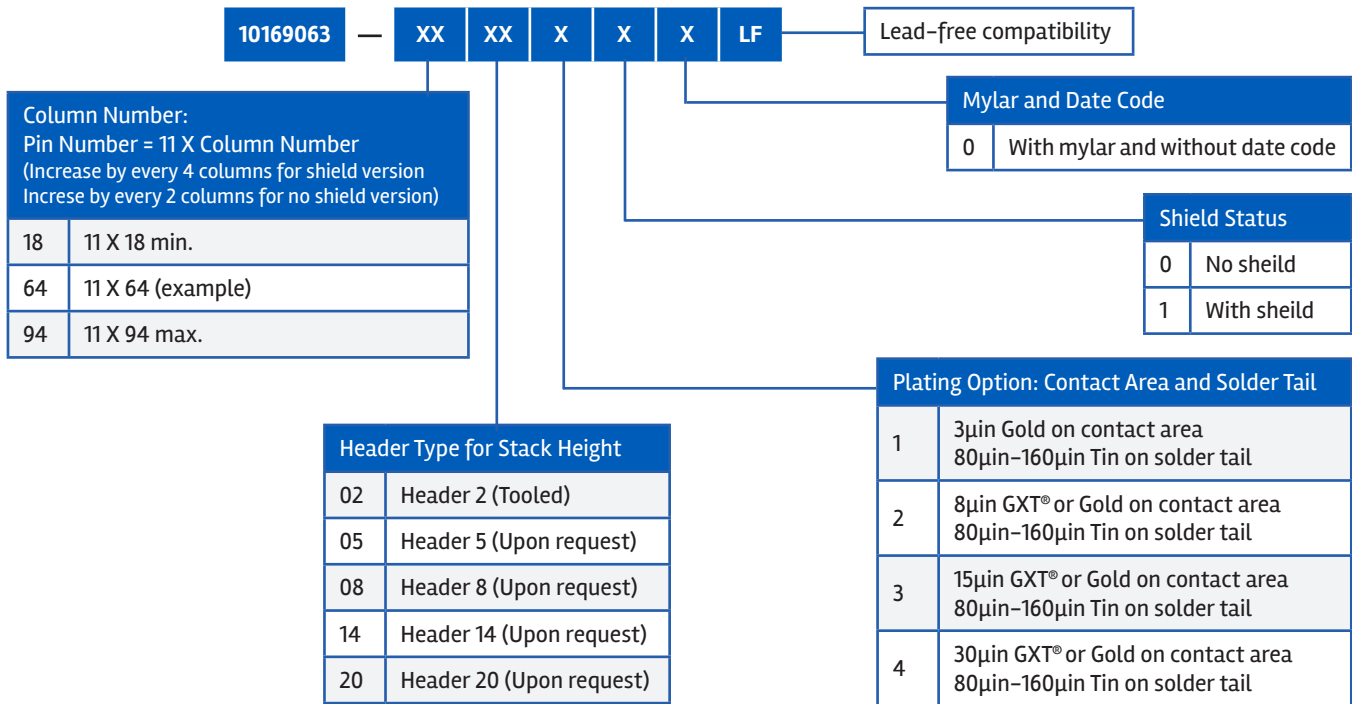 10169063 — XX XX X X X LF
Lead-free compatibility
Mylar and Date Code
0 With mylar and without date code
Column Number:
Pin Number = 11 X Column Number
(Increase by every 4 columns for shield version
Increse by every 2 columns for no shield version)
18 11 X 18 min.
64 11 X 64 (example)
94 11 X 94 max.
Shield Status
0 No sheild
1 With sheild
Header Type for Stack Height
02 Header 2 (Tooled)
05 Header 5 (Upon request)
08 Header 8 (Upon request)
14 Header 14 (Upon request)
20 Header 20 (Upon request)
Plating Option: Contact Area and Solder Tail
1 3μin Gold on contact area
80μin-160μin Tin on solder tail
2 8μin GXT® or Gold on contact area
80μin-160μin Tin on solder tail
3 15μin GXT® or Gold on contact area
80μin-160μin Tin on solder tail
4 30μin GXT® or Gold on contact area
80μin-160μin Tin on solder tail